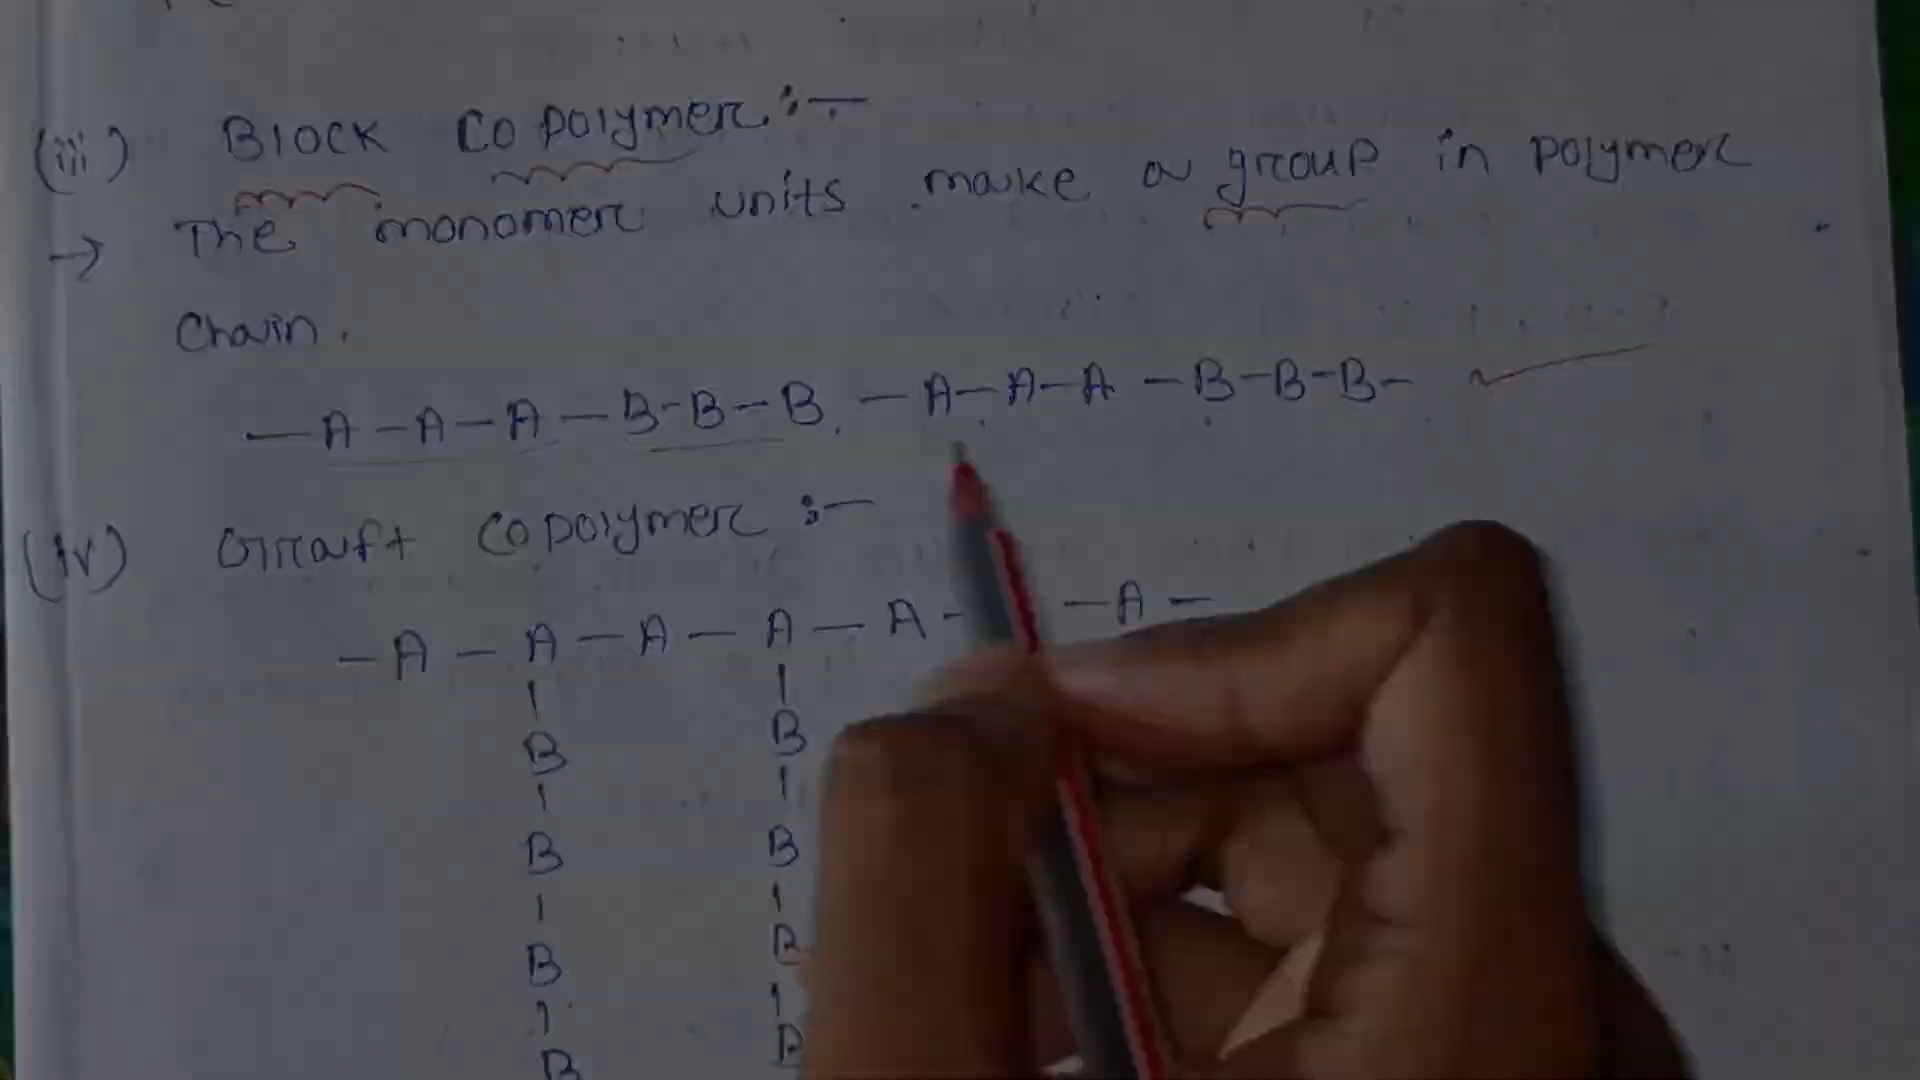 (iii) Block Copolymer :-
→ The monomer units make a group in polymer
Chain.
—A—A—A—B-B-B—A—A-A—B-B-B-
(iv) Graft Copolymer :-
—A—A—A—A—A- —A—
| |
B B
| |
B B
| |
B B
| |
B B